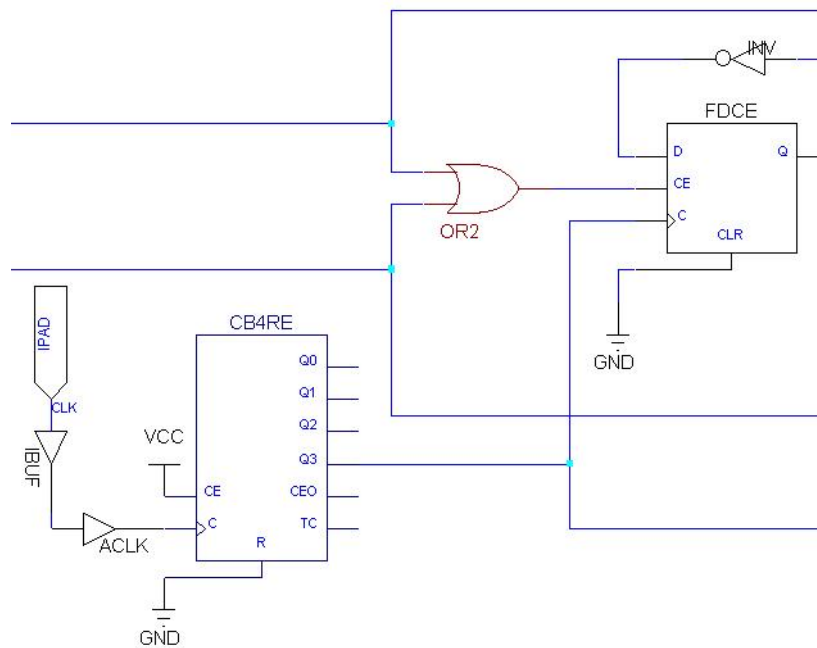 INV
FDCE
D
Q
CE
C
CLR
OR2
GND
IPAD
CLK
IBUF
ACLK
VCC
CB4RE
Q0
Q1
Q2
Q3
CE
CEO
C
TC
R
GND